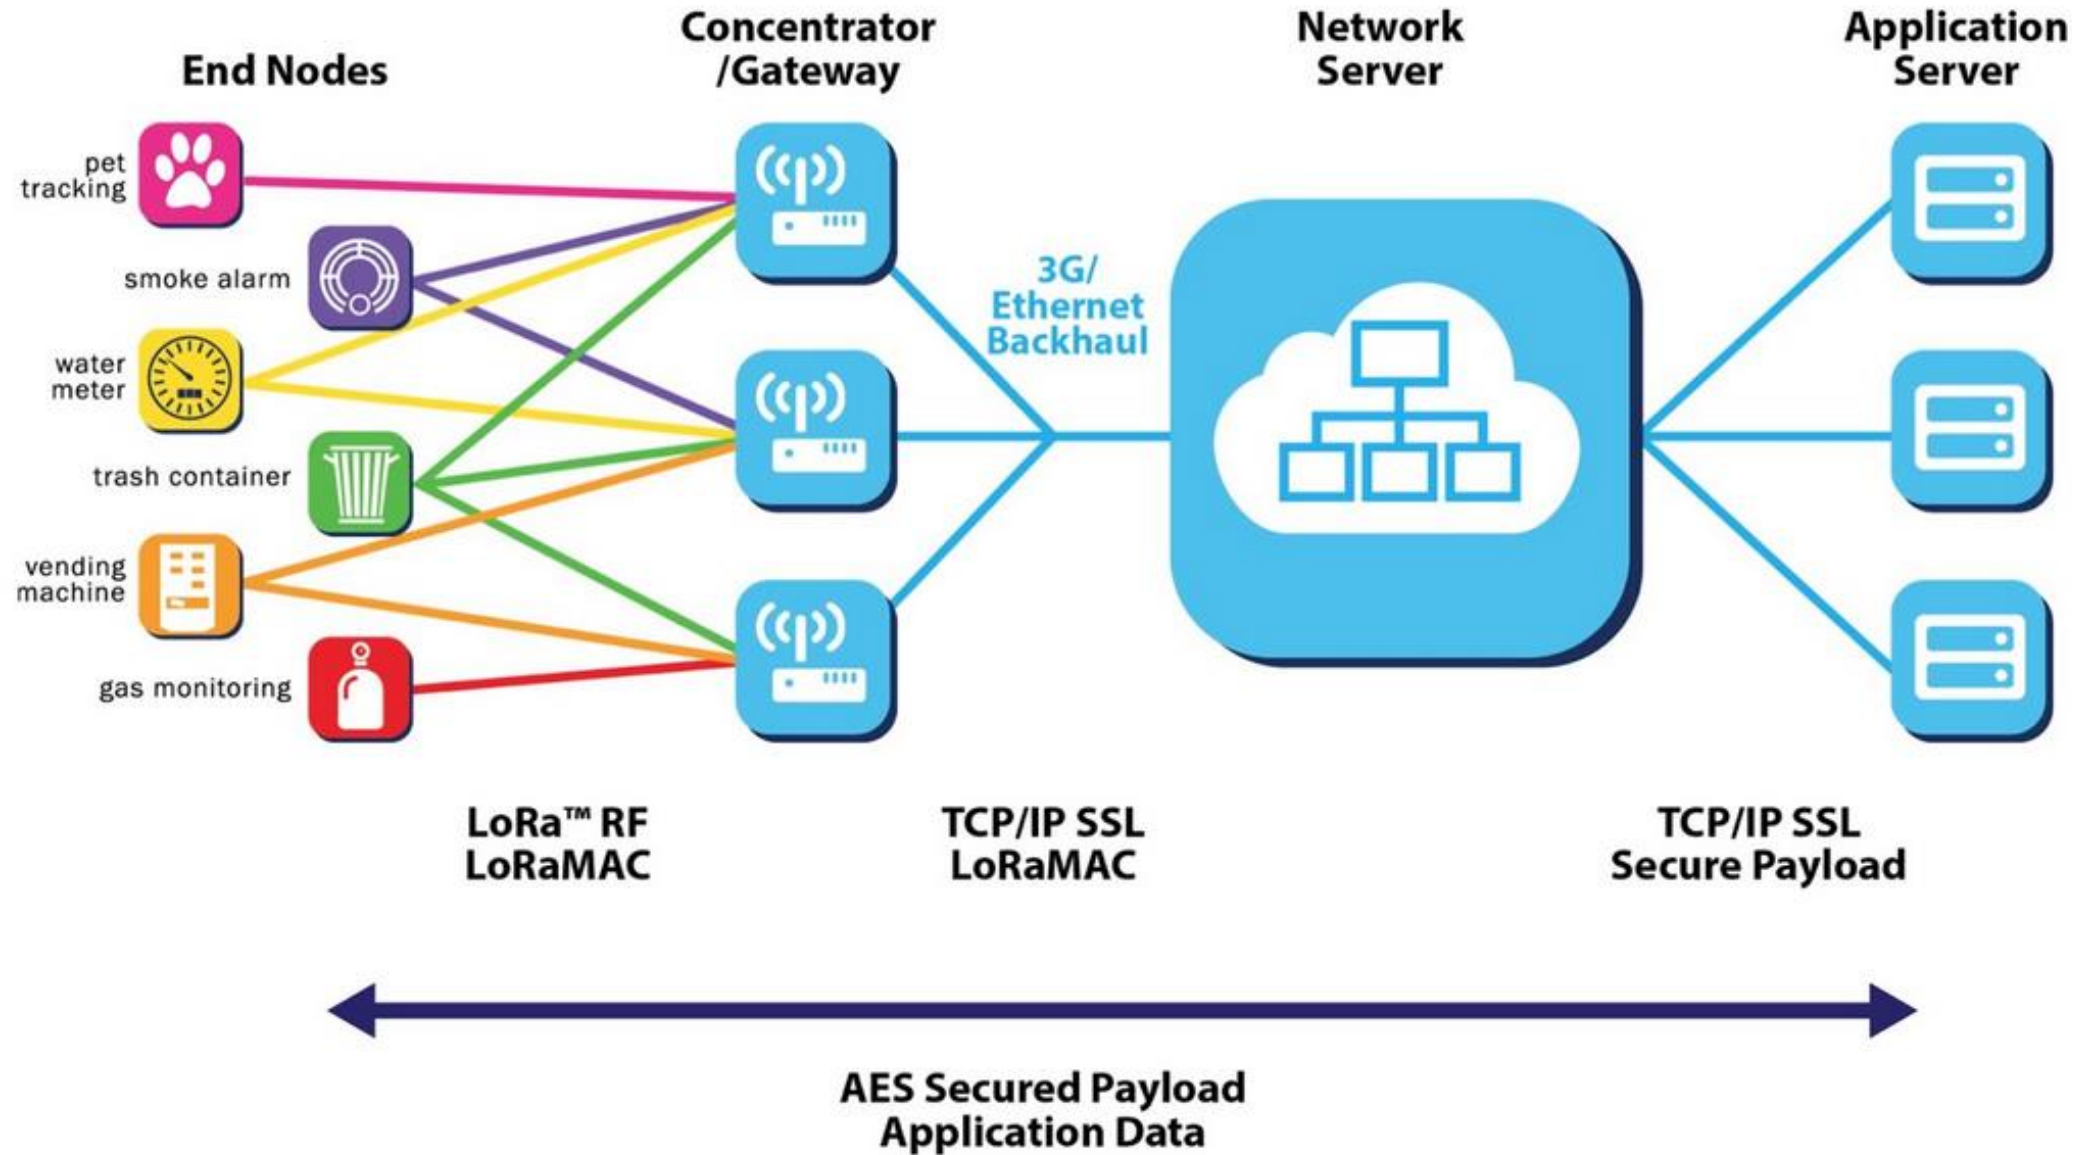 End Nodes
Concentrator
/Gateway
Network
Server
Application
Server
pet
tracking
smoke alarm
water
meter
trash container
vending
machine
gas monitoring
3G/
Ethernet
Backhaul
LoRa™ RF
LoRaMAC
TCP/IP SSL
LoRaMAC
TCP/IP SSL
Secure Payload
AES Secured Payload
Application Data